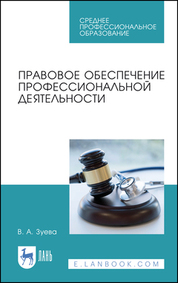 СРЕДНЕЕ
ПРОФЕССИОНАЛЬНОЕ
ОБРАЗОВАНИЕ
ПРАВОВОЕ ОБЕСПЕЧЕНИЕ
ПРОФЕССИОНАЛЬНОЙ
ДЕЯТЕЛЬНОСТИ
В. А. Зуева
ЛАНЬ
E.LANBOOK.COM